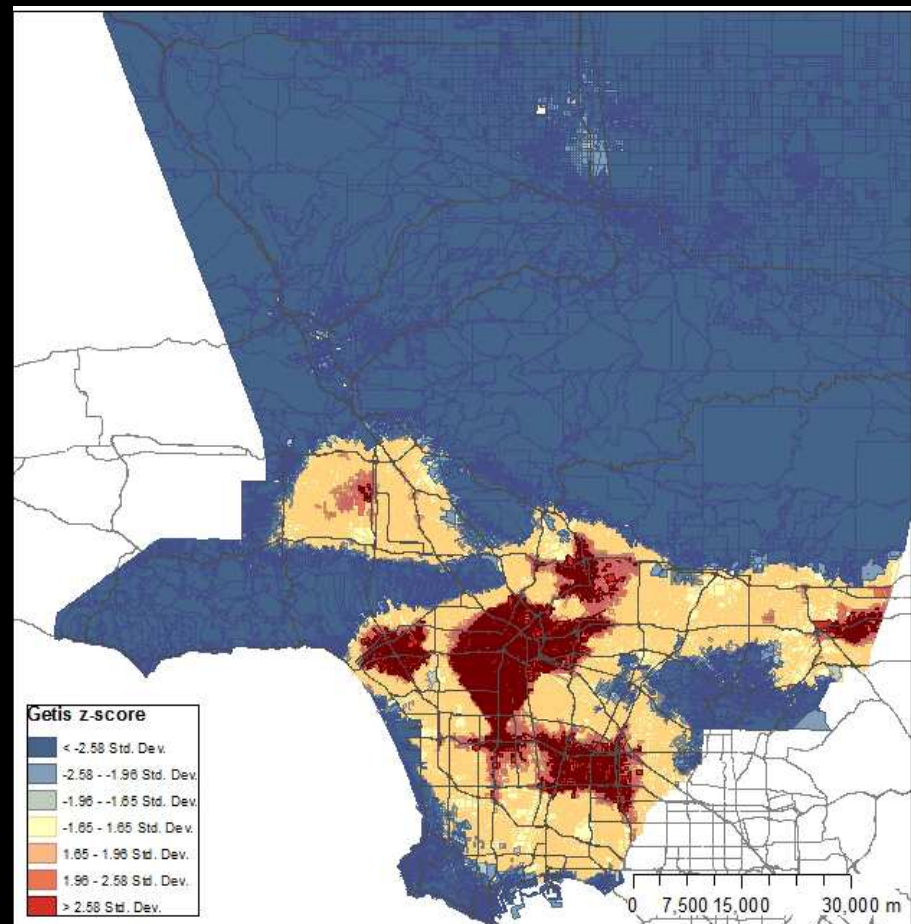 Getis z-score
< -2.58 Std. Dev.
-2.58 - -1.96 Std. Dev.
-1.96 - -1.65 Std. Dev.
-1.65 - 1.65 Std. Dev.
1.65 - 1.96 Std. Dev.
1.96 - 2.58 Std. Dev.
> 2.58 Std. Dev.
0 7,500 15,000 30,000 m